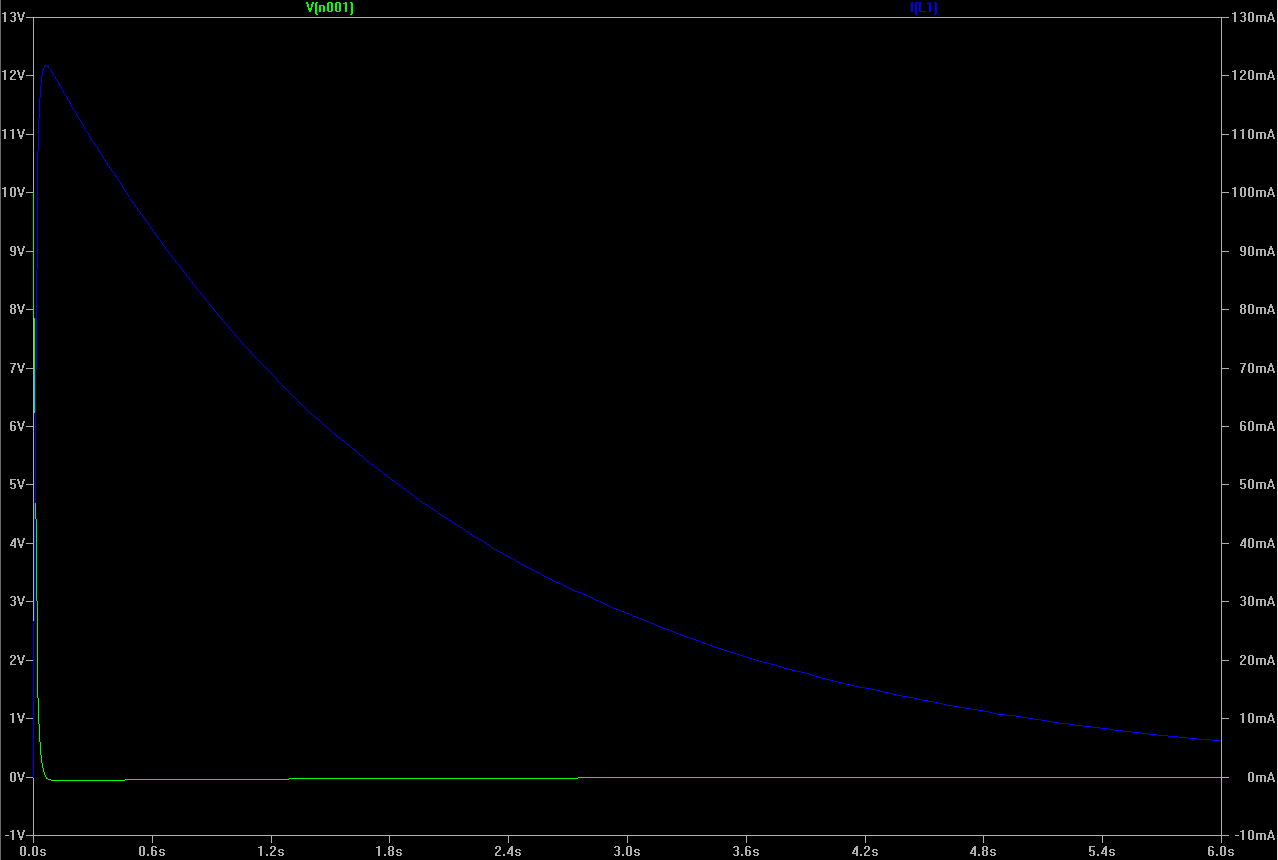 V(n001) I(L1)
13V 130mA
12V 120mA
11V 110mA
10V 100mA
9V 90mA
8V 80mA
7V 70mA
6V 60mA
5V 50mA
4V 40mA
3V 30mA
2V 20mA
1V 10mA
0V 0mA
-1V -10mA
0.0s 0.6s 1.2s 1.8s 2.4s 3.0s 3.6s 4.2s 4.8s 5.4s 6.0s